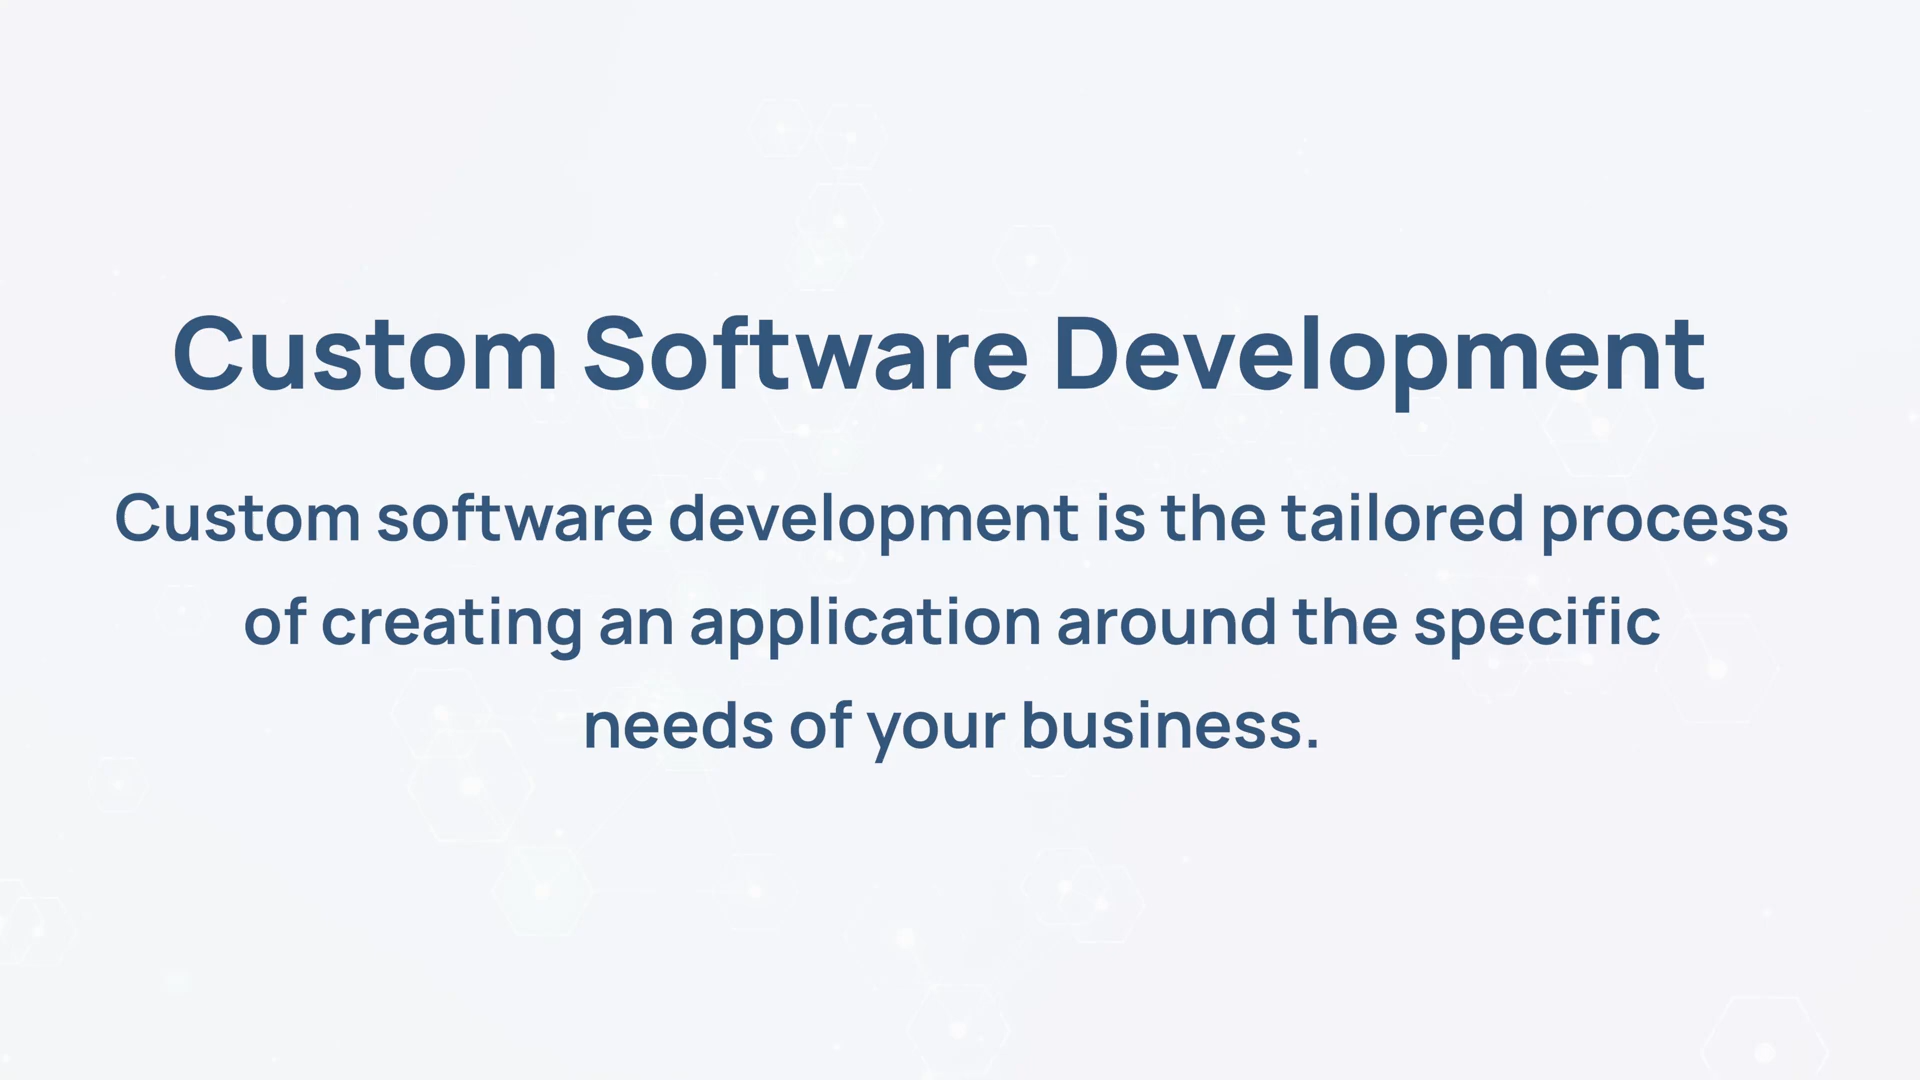 Custom Software Development
Custom software development is the tailored process
of creating an application around the specific
needs of your business.